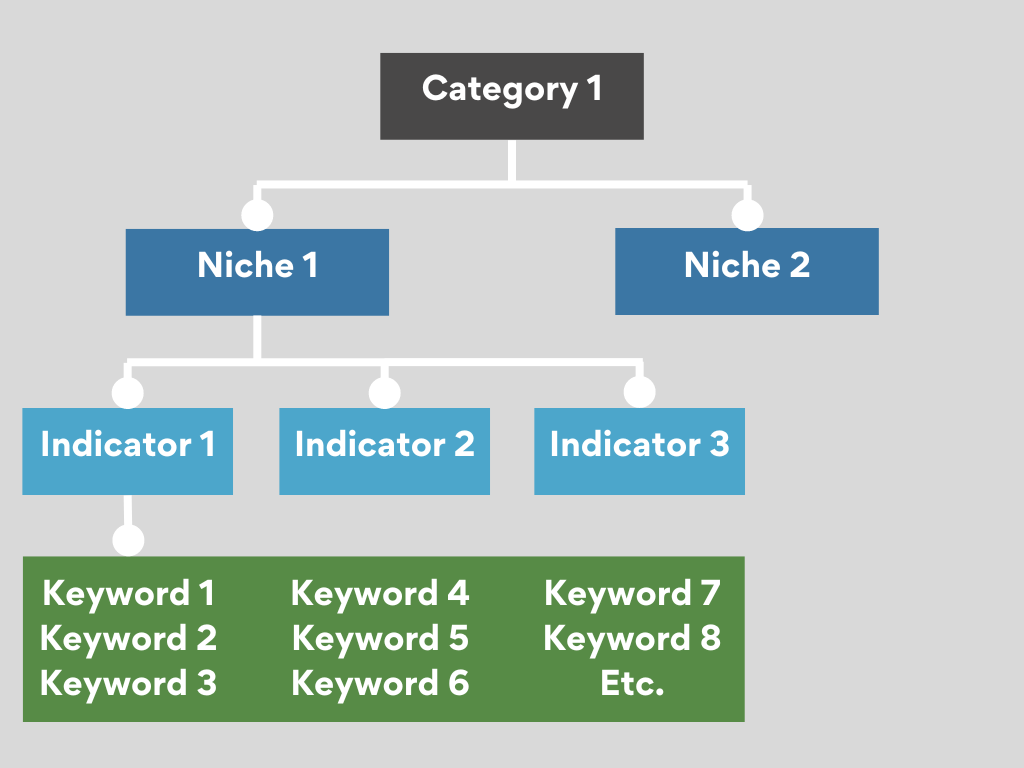 Category 1
Niche 1
Niche 2
Indicator 1
Indicator 2
Indicator 3
Keyword 1
Keyword 2
Keyword 3
Keyword 4
Keyword 5
Keyword 6
Keyword 7
Keyword 8
Etc.